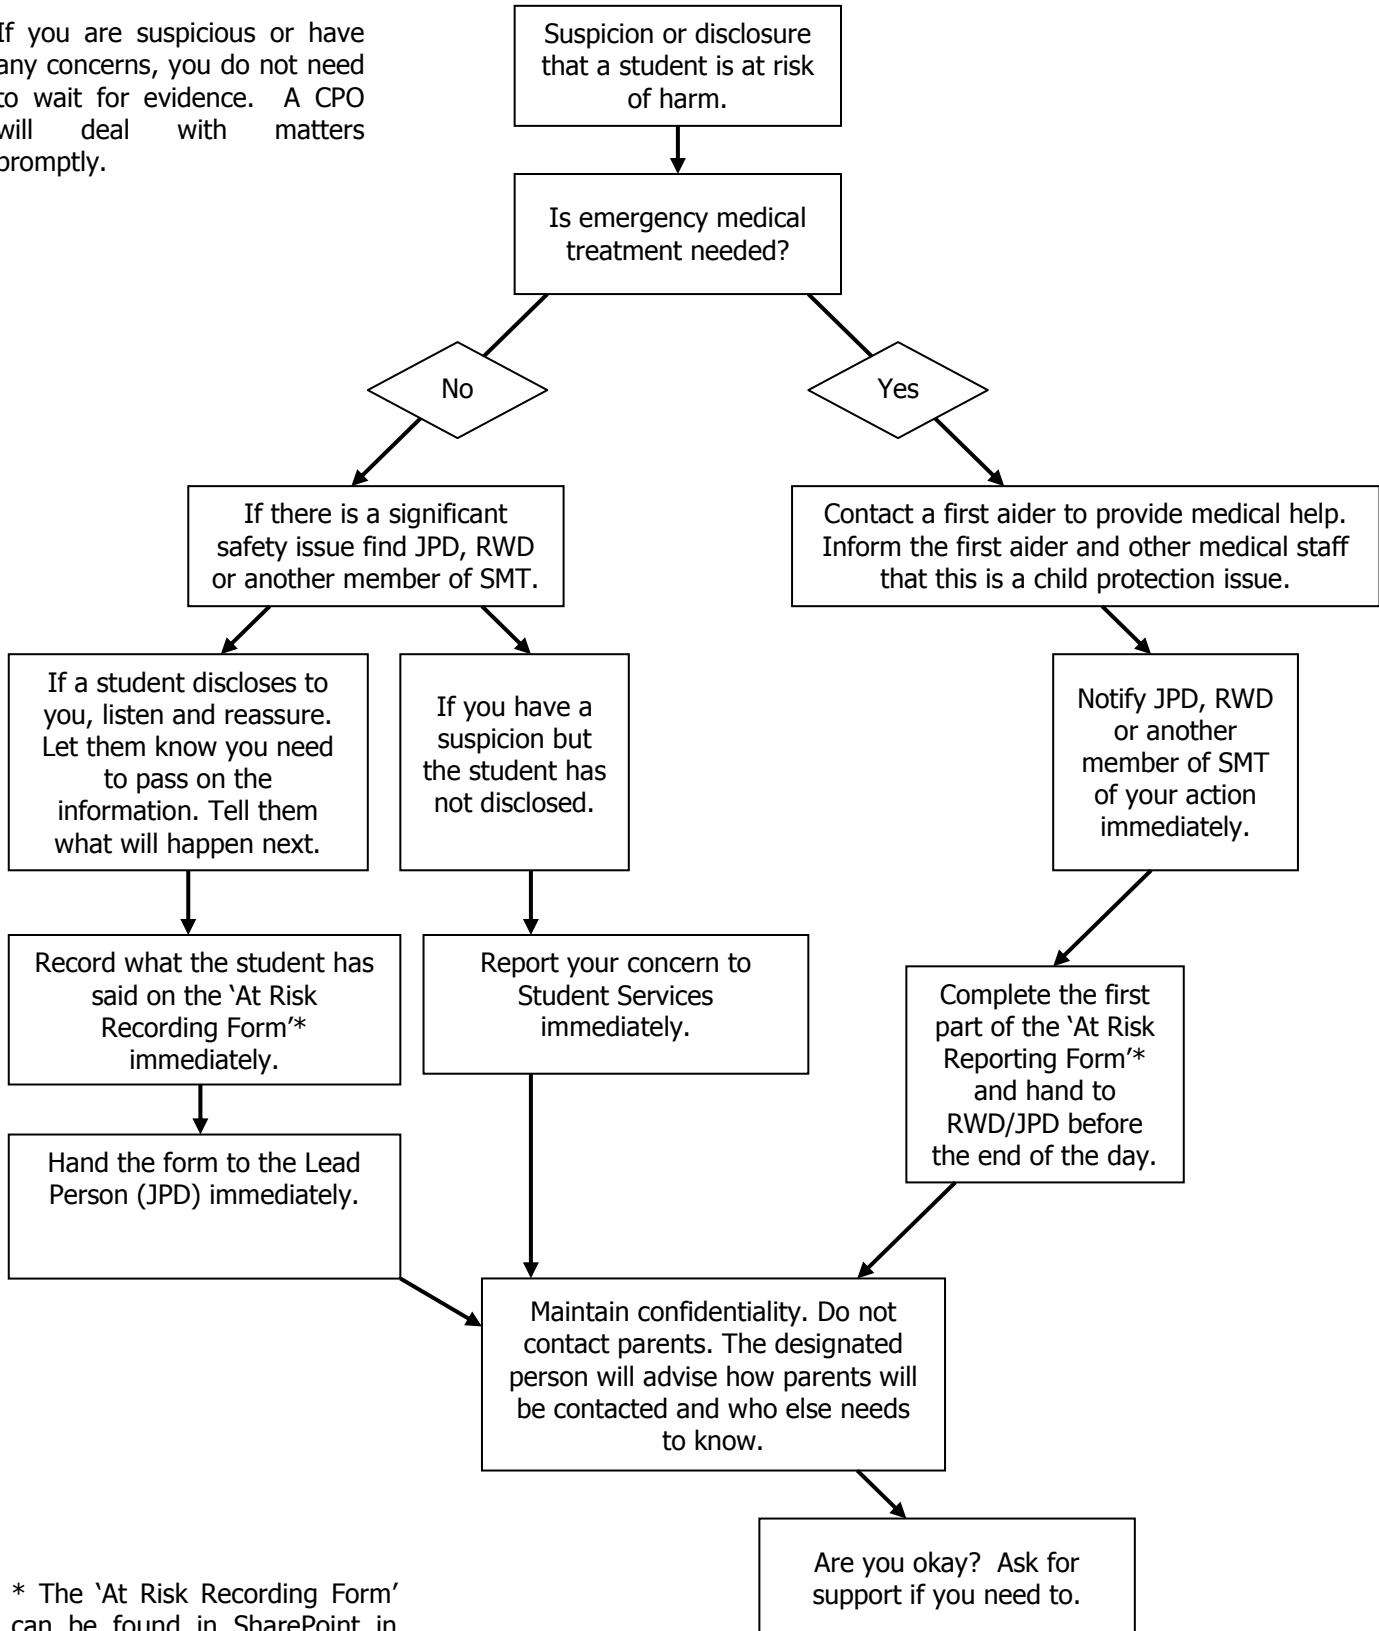 If you are suspicious or have
any concerns, you do not need
to wait for evidence. A CPO
will deal with matters
promptly.
Suspicion or disclosure
that a student is at risk
of harm.
Is emergency medical
treatment needed?
No
Yes
If there is a significant
safety issue find JPD, RWD
or another member of SMT.
Contact a first aider to provide medical help.
Inform the first aider and other medical staff
that this is a child protection issue.
If a student discloses to
you, listen and reassure.
Let them know you need
to pass on the
information. Tell them
what will happen next.
If you have a
suspicion but
the student has
not disclosed.
Notify JPD, RWD
or another
member of SMT
of your action
immediately.
Record what the student has
said on the ‘At Risk
Recording Form’*
immediately.
Report your concern to
Student Services
immediately.
Complete the first
part of the ‘At Risk
Reporting Form’*
and hand to
RWD/JPD before
the end of the day.
Hand the form to the Lead
Person (JPD) immediately.
Maintain confidentiality. Do not
contact parents. The designated
person will advise how parents will
be contacted and who else needs
to know.
Are you okay? Ask for
support if you need to.
* The ‘At Risk Recording Form’
can be found in SharePoint in